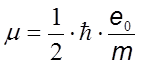 μ = 1/2 · ħ · e₀/m